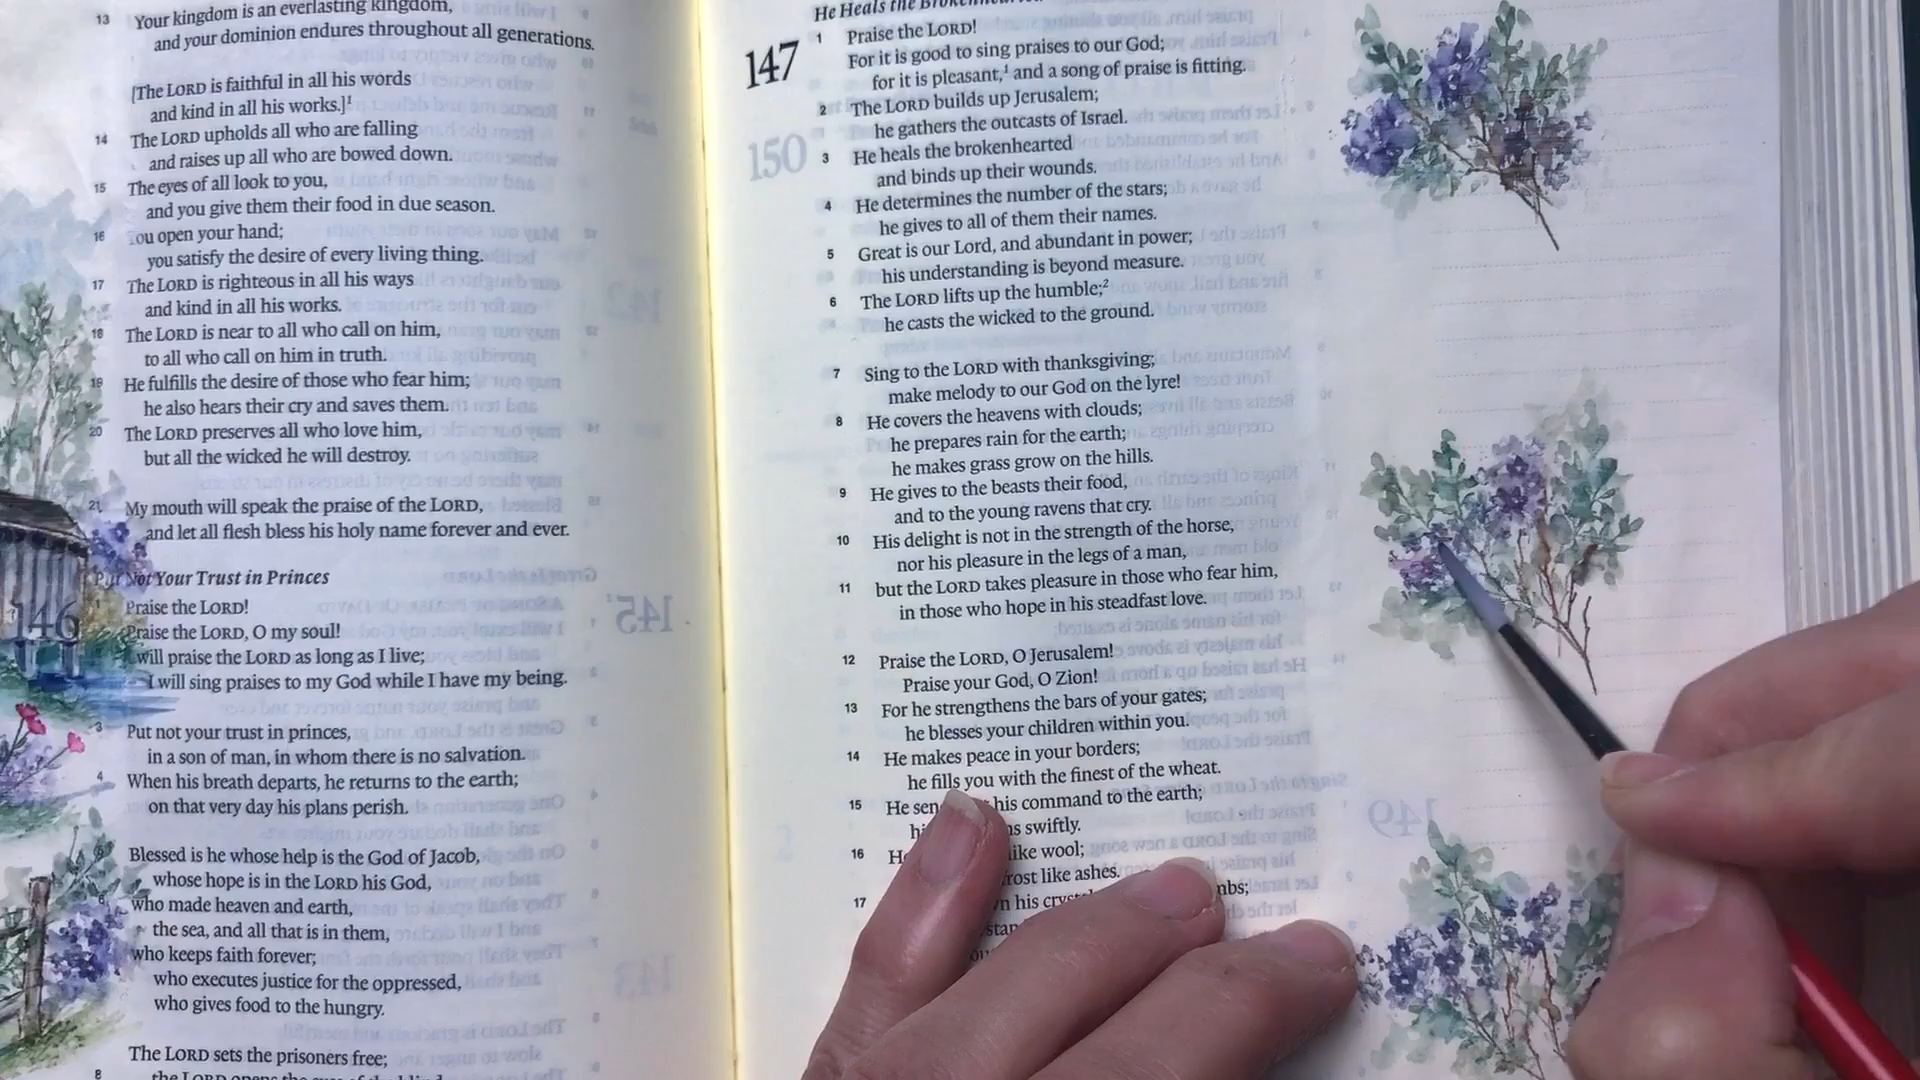 13 Your kingdom is an everlasting kingdom,
and your dominion endures throughout all generations.
[The LORD is faithful in all his words
and kind in all his works.]¹
14 The LORD upholds all who are falling
and raises up all who are bowed down.
15 The eyes of all look to you,
and you give them their food in due season.
16 ou open your hand;
you satisfy the desire of every living thing.
17 The LORD is righteous in all his ways
and kind in all his works.
18 The LORD is near to all who call on him,
to all who call on him in truth.
19 He fulfills the desire of those who fear him;
he also hears their cry and saves them.
20 The LORD preserves all who love him,
but all the wicked he will destroy.
21 My mouth will speak the praise of the LORD,
and let all flesh bless his holy name forever and ever.
Put Not Your Trust in Princes
146 1 Praise the LORD!
Praise the LORD, O my soul!
will praise the LORD as long as I live;
I will sing praises to my God while I have my being.
3 Put not your trust in princes,
in a son of man, in whom there is no salvation.
4 When his breath departs, he returns to the earth;
on that very day his plans perish.
Blessed is he whose help is the God of Jacob,
whose hope is in the LORD his God,
6 who made heaven and earth,
the sea, and all that is in them,
who keeps faith forever;
who executes justice for the oppressed,
who gives food to the hungry.
The LORD sets the prisoners free;
8 the LORD opens the
He Heals the
147 1 Praise the LORD!
For it is good to sing praises to our God;
for it is pleasant,¹ and a song of praise is fitting.
2 The LORD builds up Jerusalem;
he gathers the outcasts of Israel.
150
3 He heals the brokenhearted
and binds up their wounds.
4 He determines the number of the stars;
he gives to all of them their names.
5 Great is our Lord, and abundant in power;
his understanding is beyond measure.
6 The LORD lifts up the humble;²
he casts the wicked to the ground.
7 Sing to the LORD with thanksgiving;
make melody to our God on the lyre!
8 He covers the heavens with clouds;
he prepares rain for the earth;
he makes grass grow on the hills.
9 He gives to the beasts their food,
and to the young ravens that cry.
10 His delight is not in the strength of the horse,
nor his pleasure in the legs of a man,
11 but the LORD takes pleasure in those who fear him,
in those who hope in his steadfast love.
12 Praise the LORD, O Jerusalem!
Praise your God, O Zion!
13 For he strengthens the bars of your gates;
he blesses your children within you.
14 He makes peace in your borders;
he fills you with the finest of the wheat.
15 He sen his command to the earth;
swiftly.
16 like wool;
rost like ashes.
17 his